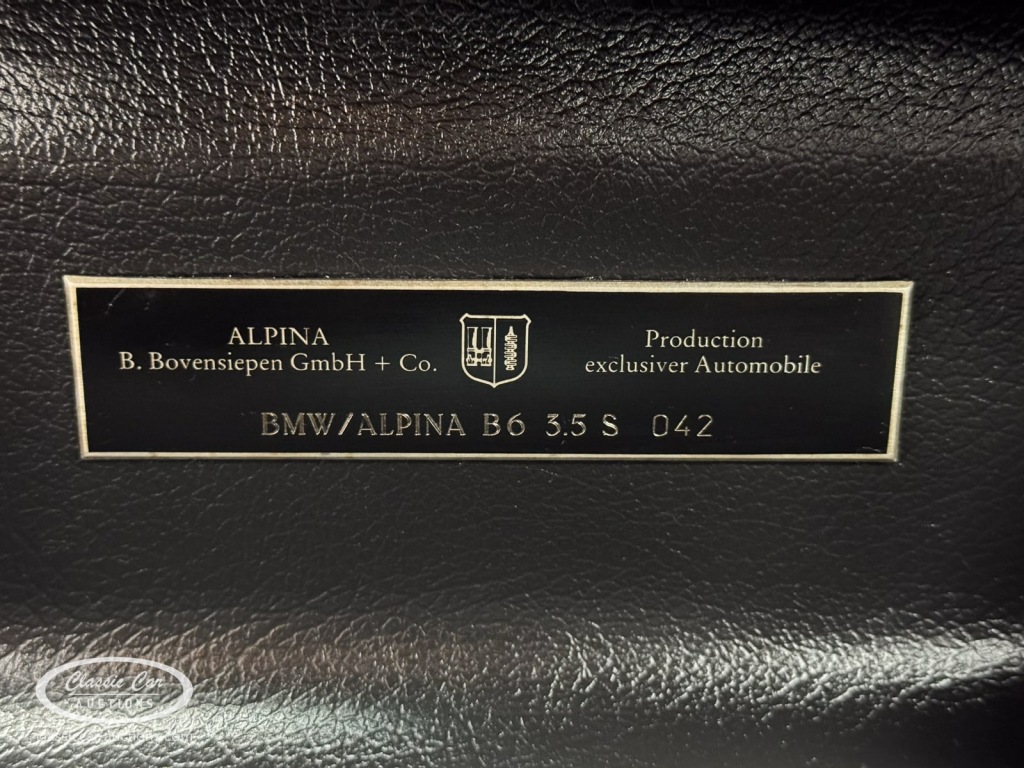 ALPINA
B. Bovensiepen GmbH + Co.
Production
exclusiver Automobile
BMW/ALPINA B6 3.5 S 042
Classic Car
AUCTIONS